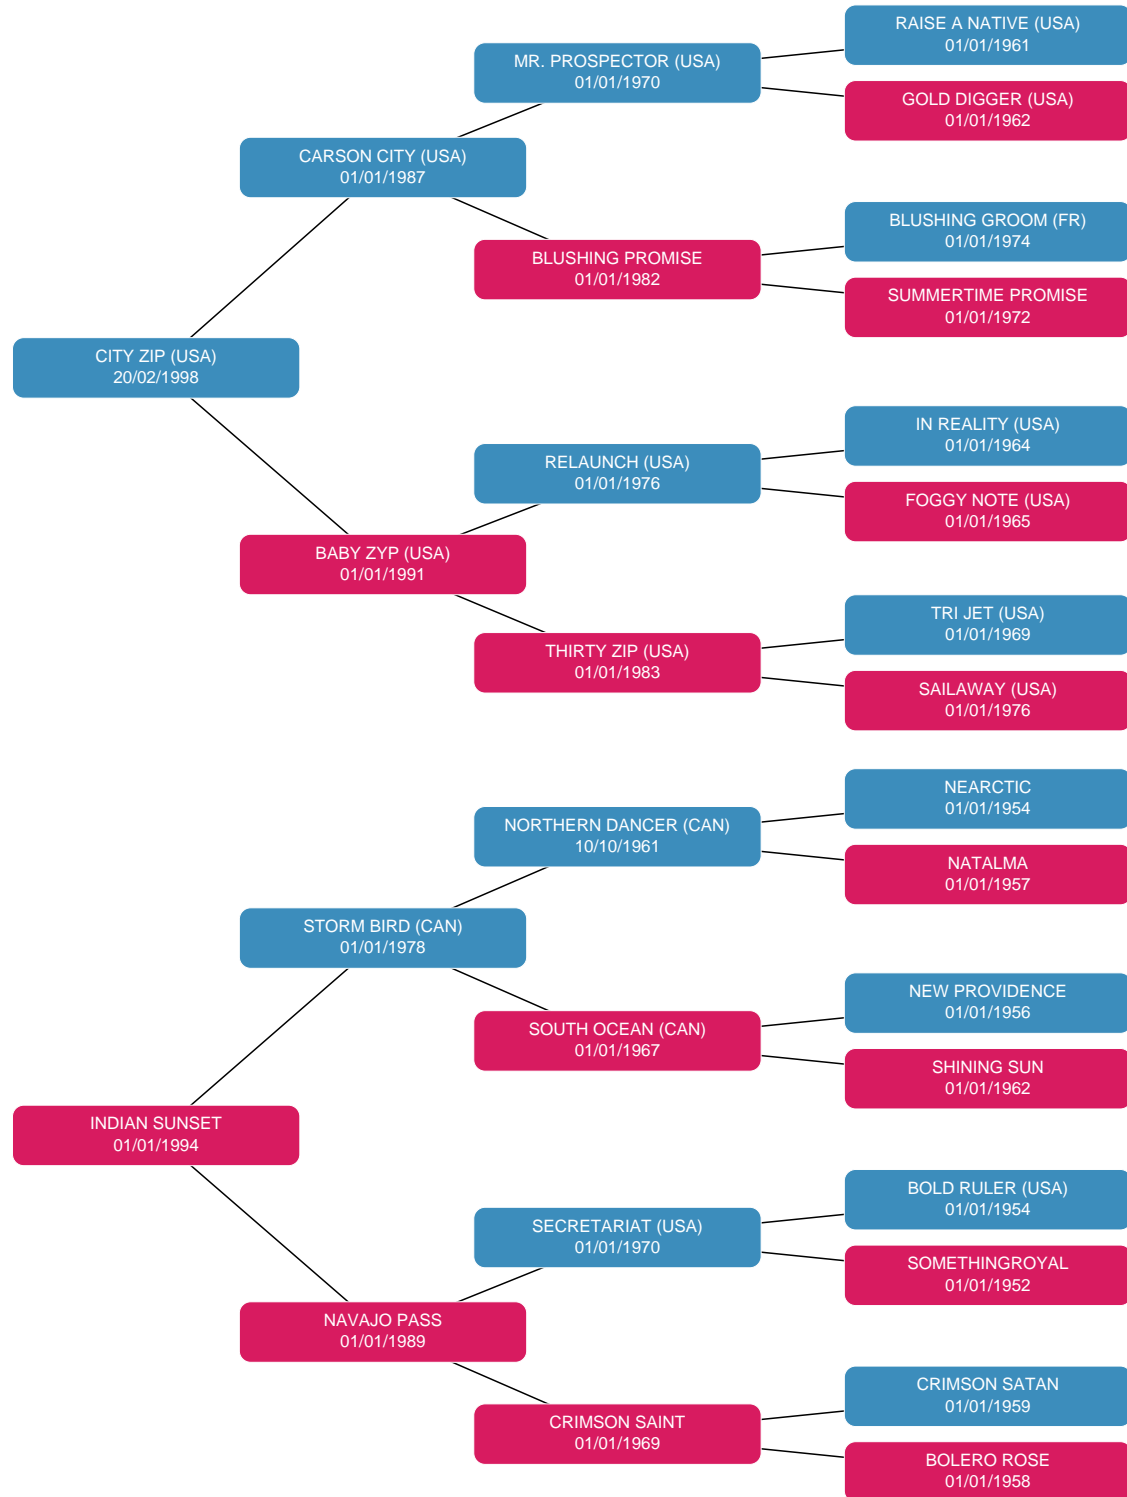 RAISE A NATIVE (USA)
01/01/1961
MR. PROSPECTOR (USA)
01/01/1970
GOLD DIGGER (USA)
01/01/1962
CARSON CITY (USA)
01/01/1987
BLUSHING GROOM (FR)
01/01/1974
BLUSHING PROMISE
01/01/1982
SUMMERTIME PROMISE
01/01/1972
CITY ZIP (USA)
20/02/1998
IN REALITY (USA)
01/01/1964
RELAUNCH (USA)
01/01/1976
FOGGY NOTE (USA)
01/01/1965
BABY ZYP (USA)
01/01/1991
TRI JET (USA)
01/01/1969
THIRTY ZIP (USA)
01/01/1983
SAILAWAY (USA)
01/01/1976
NEARCTIC
01/01/1954
NORTHERN DANCER (CAN)
10/10/1961
NATALMA
01/01/1957
STORM BIRD (CAN)
01/01/1978
NEW PROVIDENCE
01/01/1956
SOUTH OCEAN (CAN)
01/01/1967
SHINING SUN
01/01/1962
INDIAN SUNSET
01/01/1994
BOLD RULER (USA)
01/01/1954
SECRETARIAT (USA)
01/01/1970
SOMETHINGROYAL
01/01/1952
NAVAJO PASS
01/01/1989
CRIMSON SATAN
01/01/1959
CRIMSON SAINT
01/01/1969
BOLERO ROSE
01/01/1958